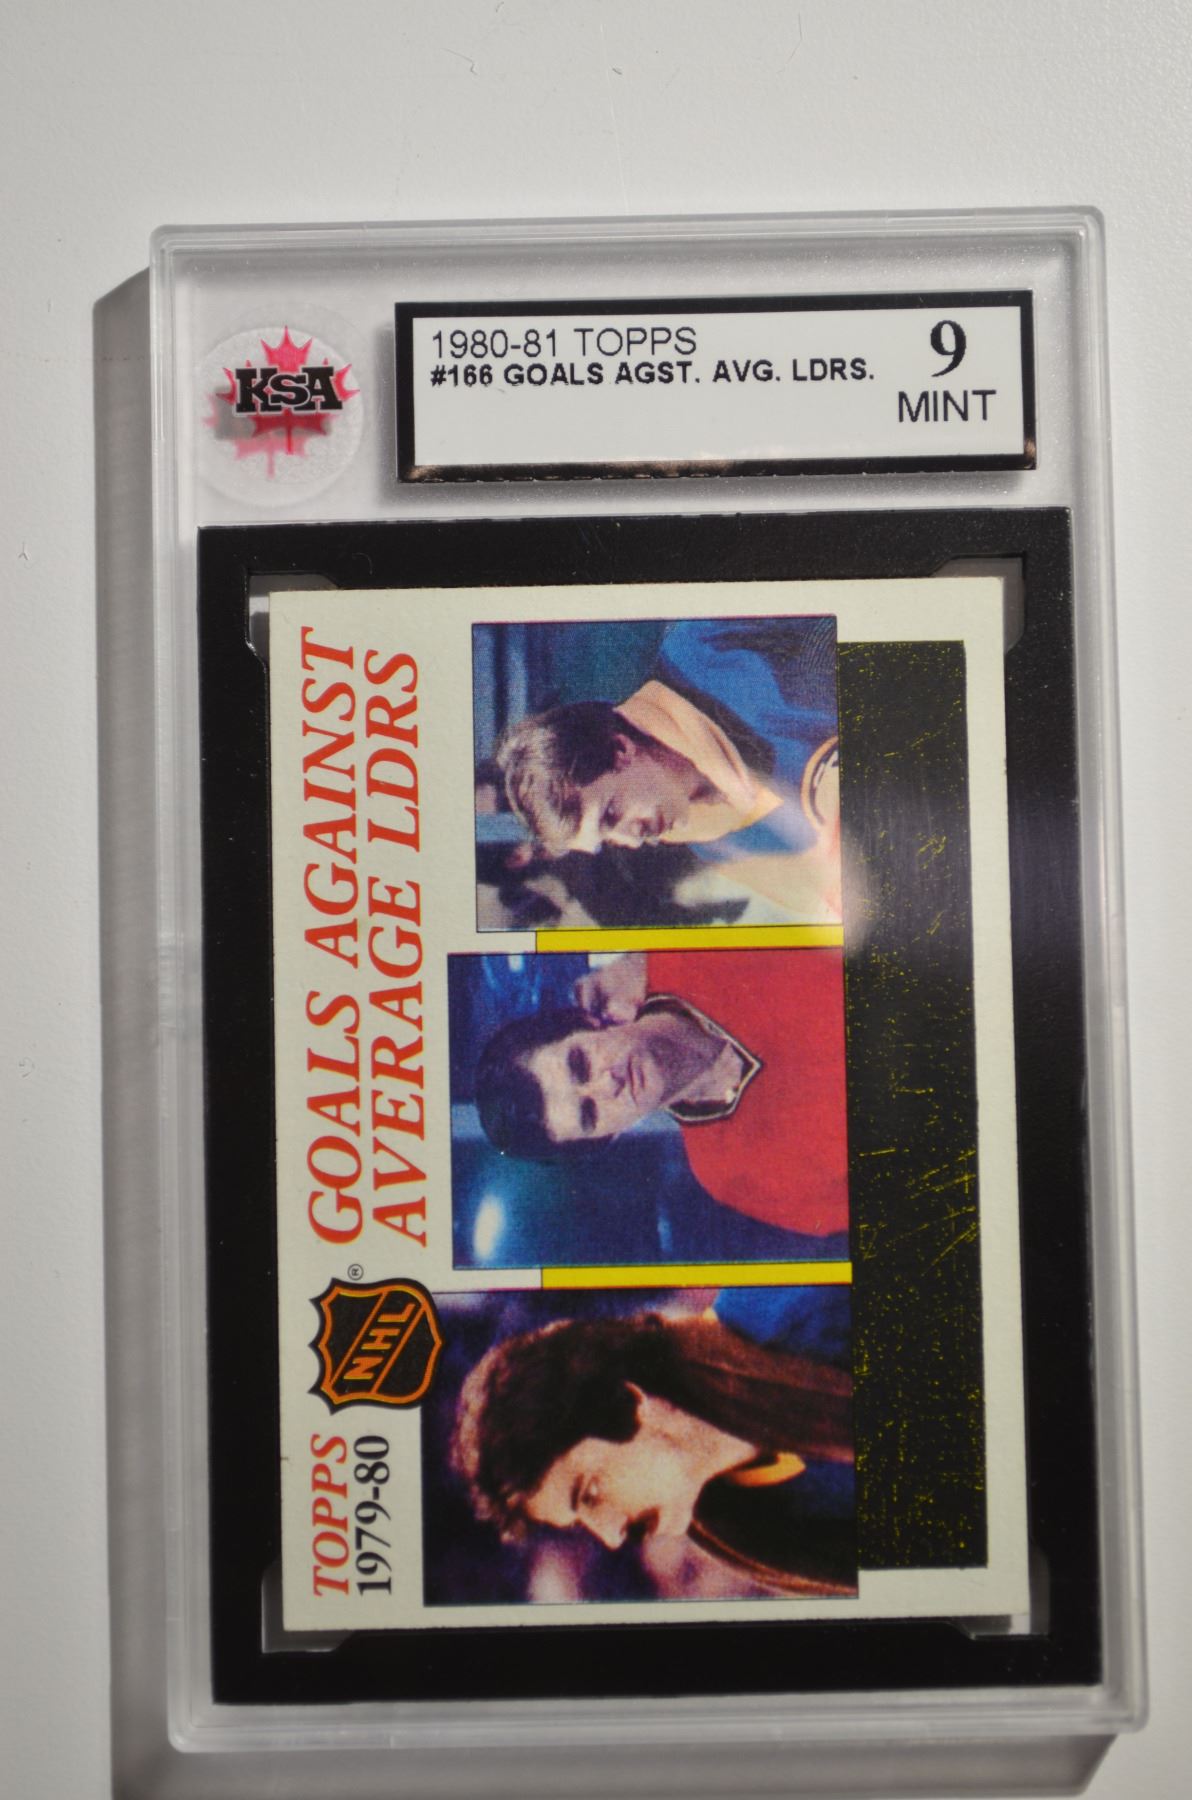 KSA
1980-81 TOPPS
#166 GOALS AGST. AVG. LDRS.
9
MINT
TOPPS
1979-80
NHL
®
GOALS AGAINST
AVERAGE LDRS